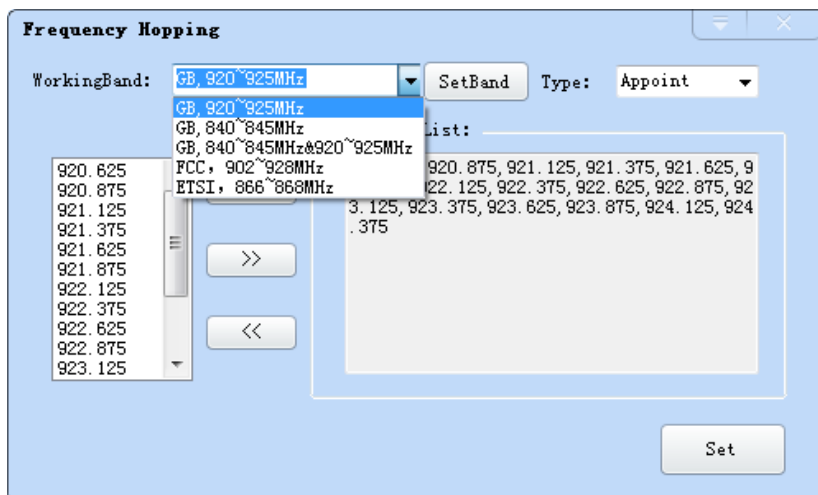 Frequency Hopping
WorkingBand: GB, 920~925MHz SetBand Type: Appoint
GB, 920~925MHz
GB, 840~845MHz
GB, 840~845MHz&920~925MHz
FCC, 902~928MHz
ETSI, 866~868MHz
List:
920.625
920.875
921.125
921.375
921.625
921.875
922.125
922.375
922.625
922.875
923.125
>>
<<
920.875, 921.125, 921.375, 921.625, 9
22.125, 922.375, 922.625, 922.875, 92
3.125, 923.375, 923.625, 923.875, 924.125, 924
.375
Set